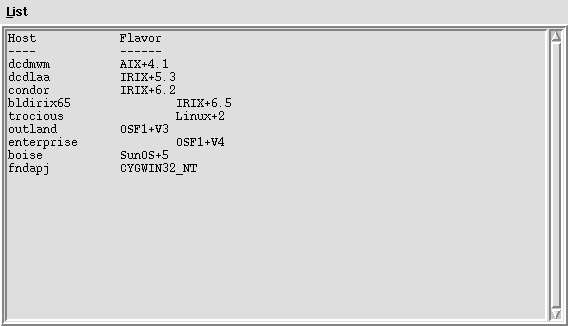 List
Host Flavor
---- ------
dcdmwm AIX+4.1
dcdlaa IRIX+5.3
condor IRIX+6.2
bldirix65 IRIX+6.5
trocious Linux+2
outland OSF1+V3
enterprise OSF1+V4
boise SunOS+5
fndapj CYGWIN32_NT